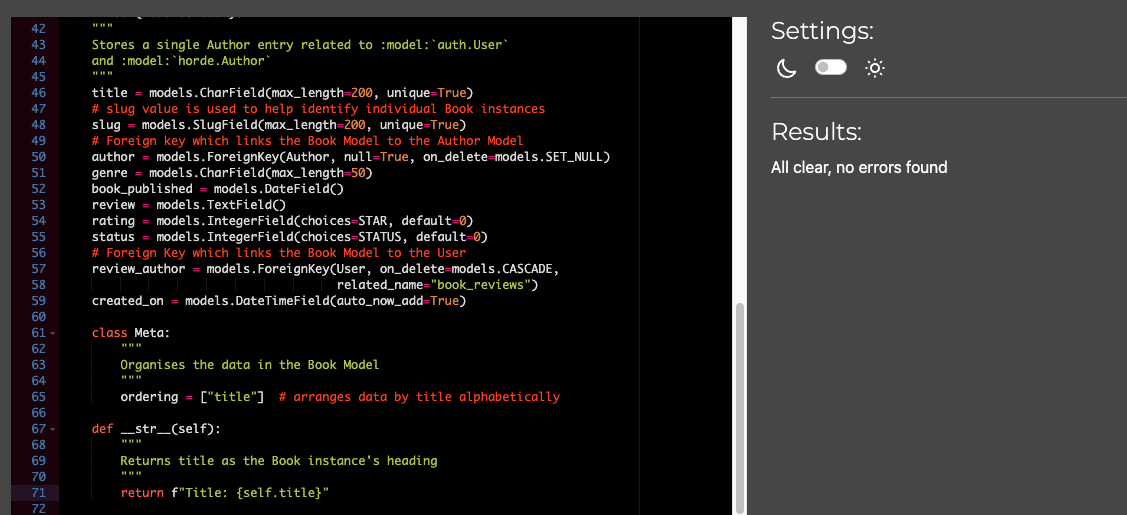 42 """
43 Stores a single Author entry related to :model:`auth.User`
44 and :model:`horde.Author`
45 """
46 title = models.CharField(max_length=200, unique=True)
47 # slug value is used to help identify individual Book instances
48 slug = models.SlugField(max_length=200, unique=True)
49 # Foreign key which links the Book Model to the Author Model
50 author = models.ForeignKey(Author, null=True, on_delete=models.SET_NULL)
51 genre = models.CharField(max_length=50)
52 book_published = models.DateField()
53 review = models.TextField()
54 rating = models.IntegerField(choices=STAR, default=0)
55 status = models.IntegerField(choices=STATUS, default=0)
56 # Foreign Key which links the Book Model to the User
57 review_author = models.ForeignKey(User, on_delete=models.CASCADE,
58 related_name="book_reviews")
59 created_on = models.DateTimeField(auto_now_add=True)
60
61 class Meta:
62 """
63 Organises the data in the Book Model
64 """
65 ordering = ["title"]  # arranges data by title alphabetically
66
67 def __str__(self):
68 """
69 Returns title as the Book instance's heading
70 """
71 return f"Title: {self.title}"
72
Settings:
Results:
All clear, no errors found